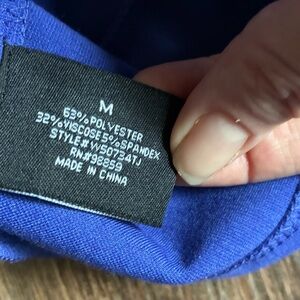 M
63%POLYESTER
32%VISCOSE5%SPANDEX
STYLE#W50734TJ
RN#98859
MADE IN CHINA